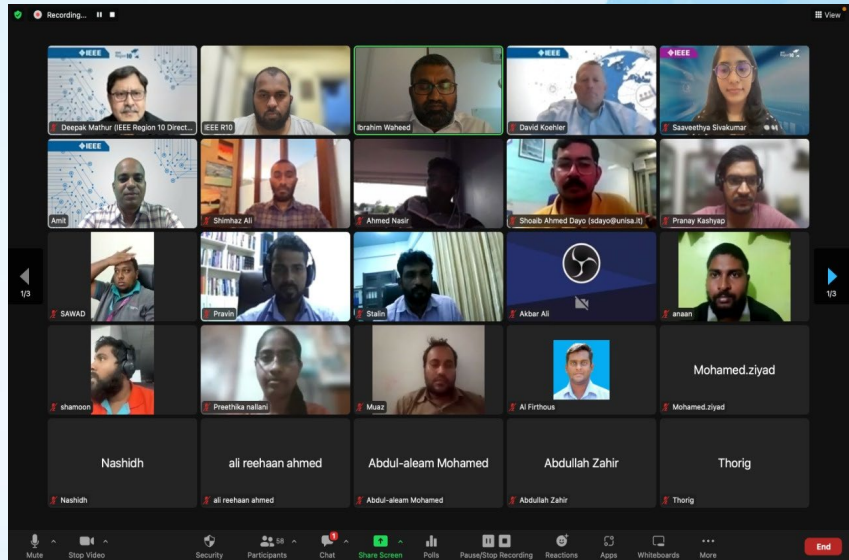 Recording...
View
IEEE
Deepak Mathur (IEEE Region 10 Direct...
IEEE R10
Ibrahim Waheed
IEEE
David Koehler
IEEE
Saaveethya Sivakumar
IEEE
Amit
Shimhaz Ali
Ahmed Nasir
Shoaib Ahmed Dayo (sdayo@unisa.it)
Pranay Kashyap
SAWAD
Pravin
Stalin
Akbar Ali
anaan
1/3
1/3
shamoon
Preethika nallani
Muaz
Al Firthous
Mohamed.ziyad
Mohamed.ziyad
Nashidh
Nashidh
ali reehaan ahmed
ali reehaan ahmed
Abdul-aleam Mohamed
Abdul-aleam Mohamed
Abdullah Zahir
Abdullah Zahir
Thorig
Thorig
Mute
Stop Video
Security
58
Participants
1
Chat
Share Screen
Polls
Pause/Stop Recording
Reactions
Apps
Whiteboards
More
End